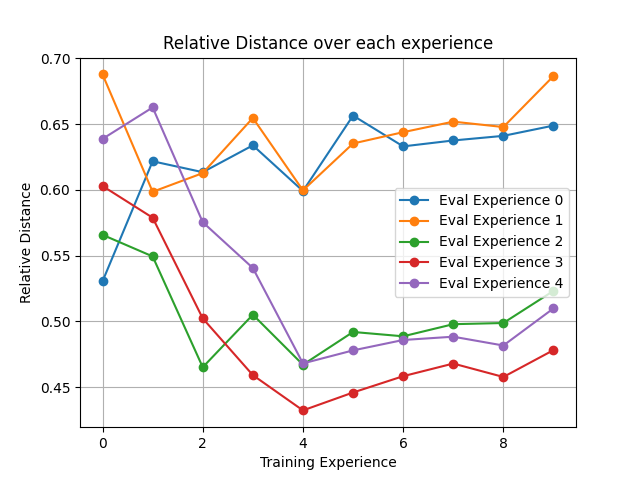 Relative Distance over each experience
0.70
0.65
0.60
0.55
0.50
0.45
Relative Distance
Eval Experience 0
Eval Experience 1
Eval Experience 2
Eval Experience 3
Eval Experience 4
0 2 4 6 8
Training Experience